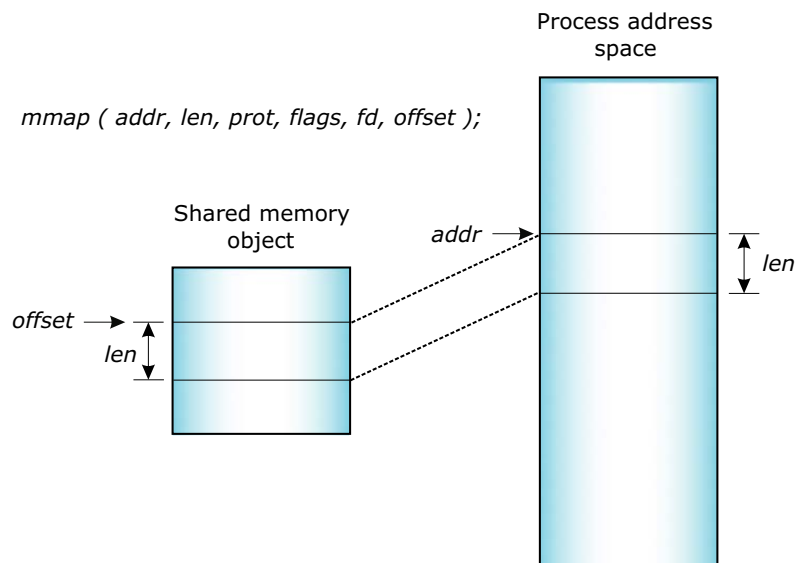 Process address
space
mmap ( addr, len, prot, flags, fd, offset );
Shared memory
object
addr
len
offset
len